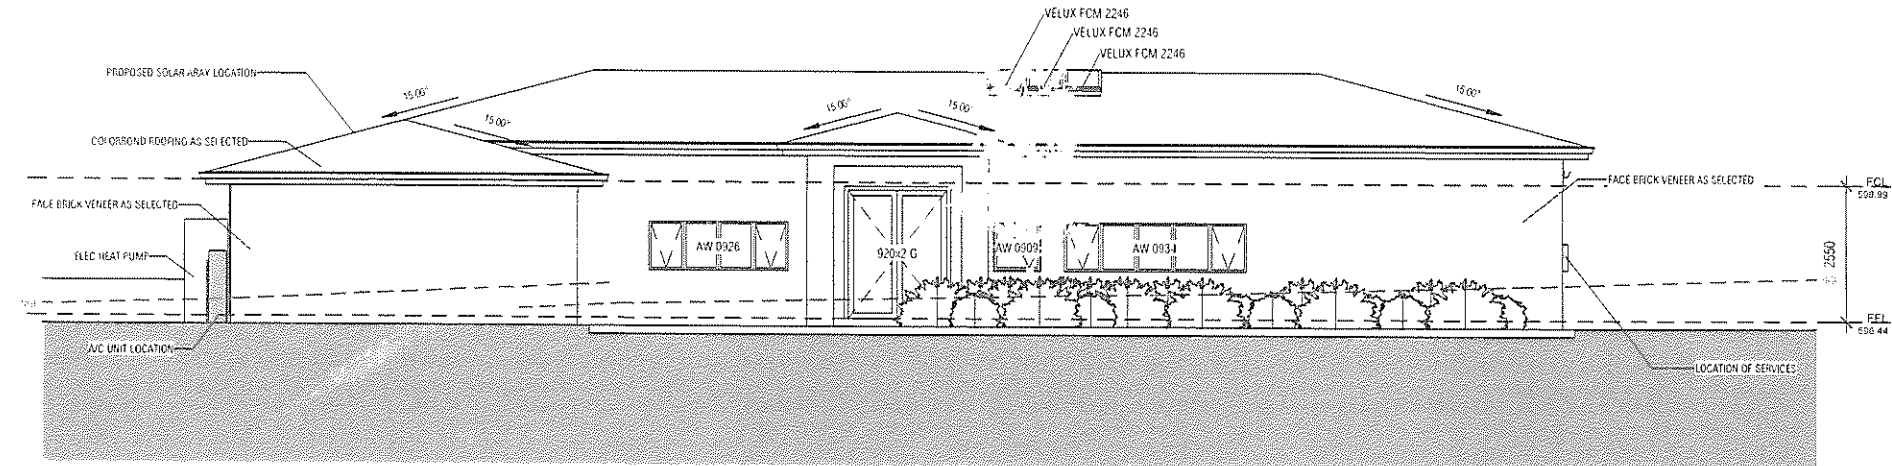 VELUX FCM 2246
VELUX FCM 2246
VELUX FCM 2246
PROPOSED SOLAR ARAY LOCATION
15.00°
15.00°
15.00°
15.00°
15.00°
COLORBOND ROOFING AS SELECTED
FACE BRICK VENEER AS SELECTED
FCL
598.99
FACE BRICK VENEER AS SELECTED
AW 0926
920x2 G
AW 0909
AW 0934
ELEC HEAT PUMP
2550
FFL
596.44
A/C UNIT LOCATION
LOCATION OF SERVICES